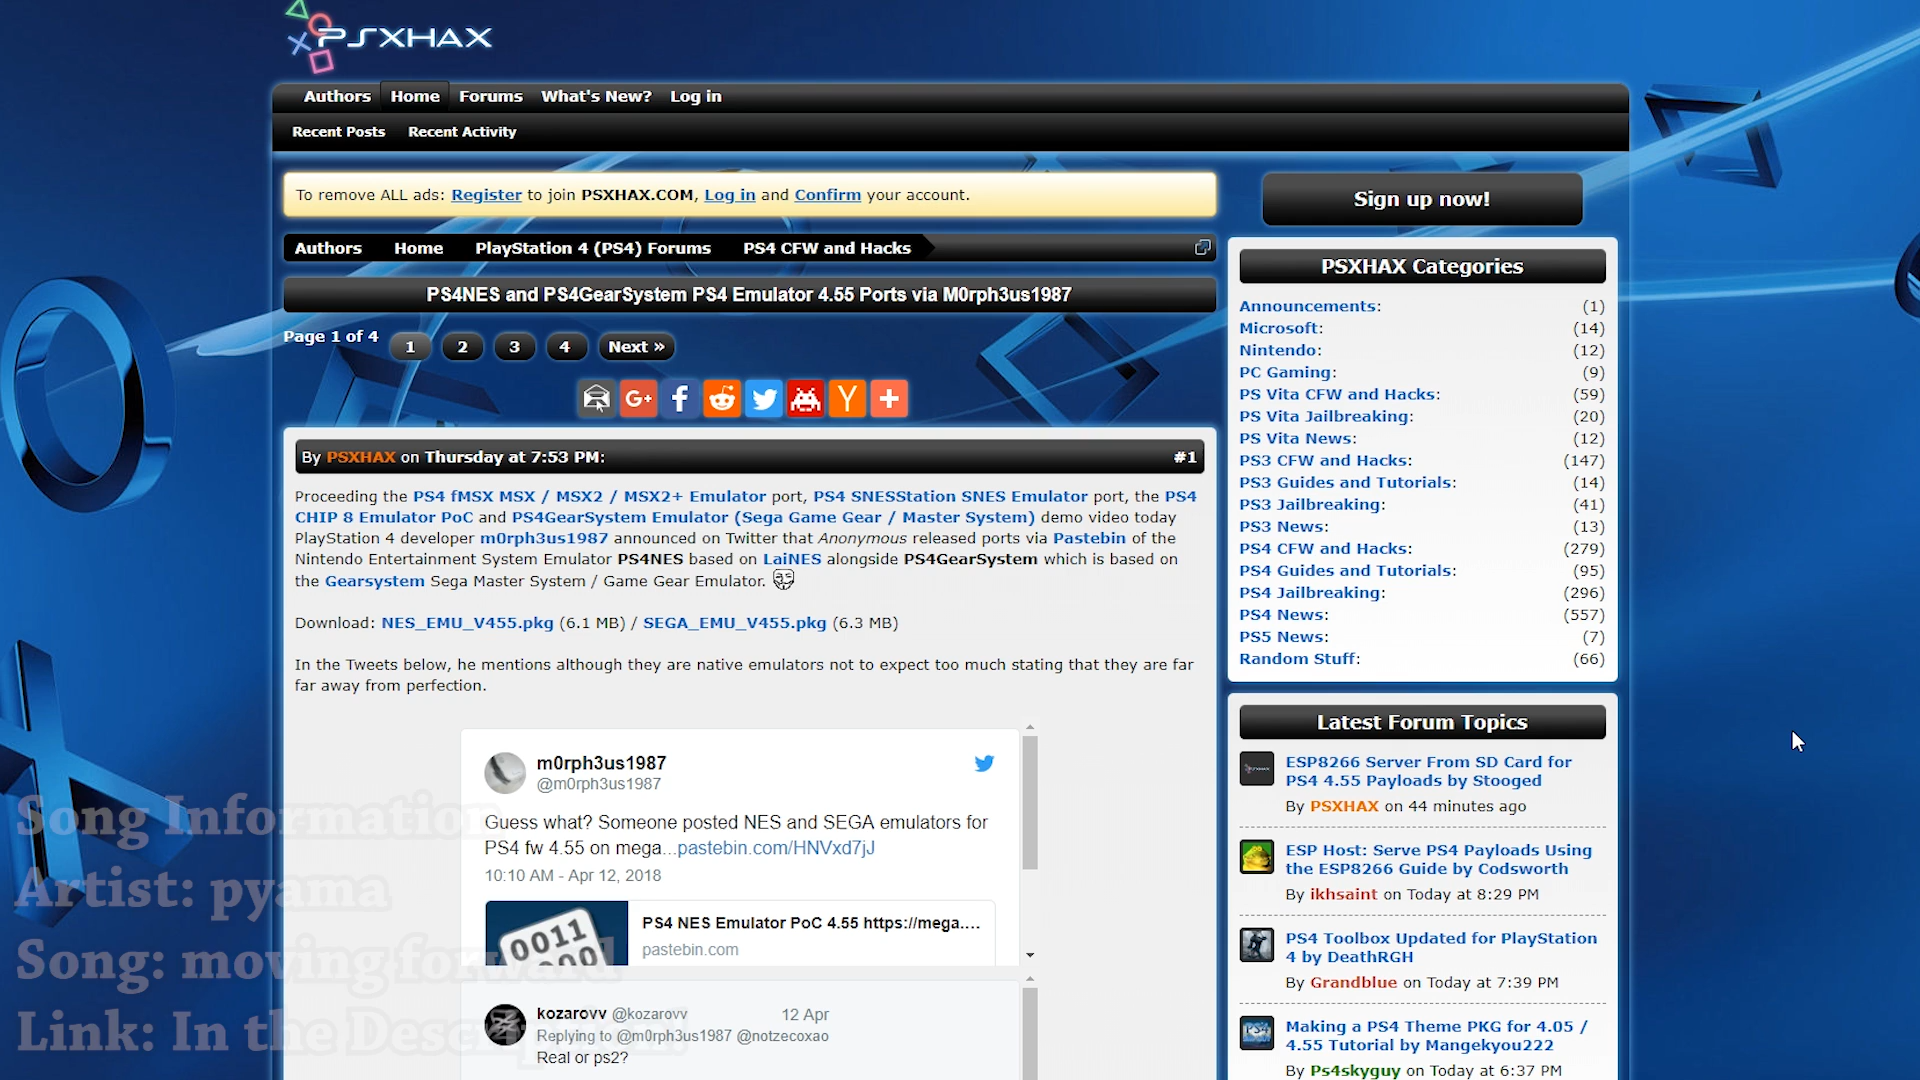 PSXHAX
Authors Home Forums What's New? Log in
Recent Posts Recent Activity
To remove ALL ads: Register to join PSXHAX.COM, Log in and Confirm your account.
Authors Home PlayStation 4 (PS4) Forums PS4 CFW and Hacks
PS4NES and PS4GearSystem PS4 Emulator 4.55 Ports via M0rph3us1987
Page 1 of 4 1 2 3 4 Next »
By PSXHAX on Thursday at 7:53 PM: #1
Proceeding the PS4 fMSX MSX / MSX2 / MSX2+ Emulator port, PS4 SNESStation SNES Emulator port, the PS4
CHIP 8 Emulator PoC and PS4GearSystem Emulator (Sega Game Gear / Master System) demo video today
PlayStation 4 developer m0rph3us1987 announced on Twitter that Anonymous released ports via Pastebin of the
Nintendo Entertainment System Emulator PS4NES based on LaiNES alongside PS4GearSystem which is based on
the Gearsystem Sega Master System / Game Gear Emulator.
Download: NES_EMU_V455.pkg (6.1 MB) / SEGA_EMU_V455.pkg (6.3 MB)
In the Tweets below, he mentions although they are native emulators not to expect too much stating that they are far
far away from perfection.
m0rph3us1987
@m0rph3us1987
Guess what? Someone posted NES and SEGA emulators for
PS4 fw 4.55 on mega...pastebin.com/HNVxd7jJ
10:10 AM - Apr 12, 2018
0011
000
PS4 NES Emulator PoC 4.55 https://mega....
pastebin.com
kozarovv @kozarovv 12 Apr
Replying to @m0rph3us1987 @notzecoxao
Real or ps2?
Song Information
Artist: pyama
Song: moving forward
Link: In the Description!
Sign up now!
PSXHAX Categories
Announcements: (1)
Microsoft: (14)
Nintendo: (12)
PC Gaming: (9)
PS Vita CFW and Hacks: (59)
PS Vita Jailbreaking: (20)
PS Vita News: (12)
PS3 CFW and Hacks: (147)
PS3 Guides and Tutorials: (14)
PS3 Jailbreaking: (41)
PS3 News: (13)
PS4 CFW and Hacks: (279)
PS4 Guides and Tutorials: (95)
PS4 Jailbreaking: (296)
PS4 News: (557)
PS5 News: (7)
Random Stuff: (66)
Latest Forum Topics
ESP8266 Server From SD Card for
PS4 4.55 Payloads by Stooged
By PSXHAX on 44 minutes ago
ESP Host: Serve PS4 Payloads Using
the ESP8266 Guide by Codsworth
By ikhsaint on Today at 8:29 PM
PS4 Toolbox Updated for PlayStation
4 by DeathRGH
By Grandblue on Today at 7:39 PM
Making a PS4 Theme PKG for 4.05 /
4.55 Tutorial by Mangekyou222
By Ps4skyguy on Today at 6:37 PM